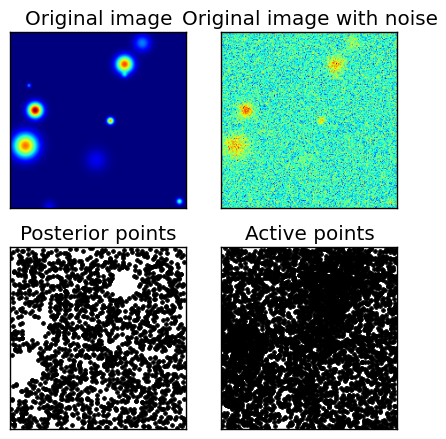 Original image
Original image with noise
Posterior points
Active points